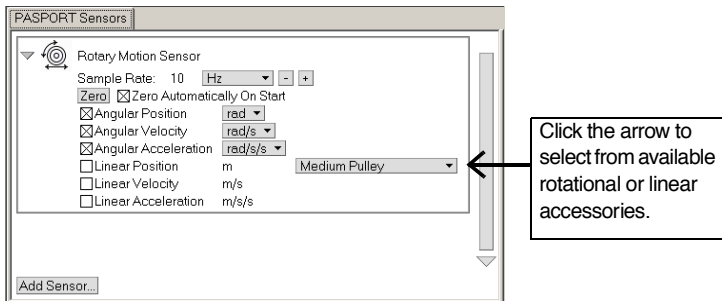 PASPORT Sensors
Rotary Motion Sensor
Sample Rate: 10 Hz - +
Zero Zero Automatically On Start
Angular Position rad
Angular Velocity rad/s
Angular Acceleration rad/s/s
Linear Position m Medium Pulley
Linear Velocity m/s
Linear Acceleration m/s/s
Add Sensor...
Click the arrow to
select from available
rotational or linear
accessories.